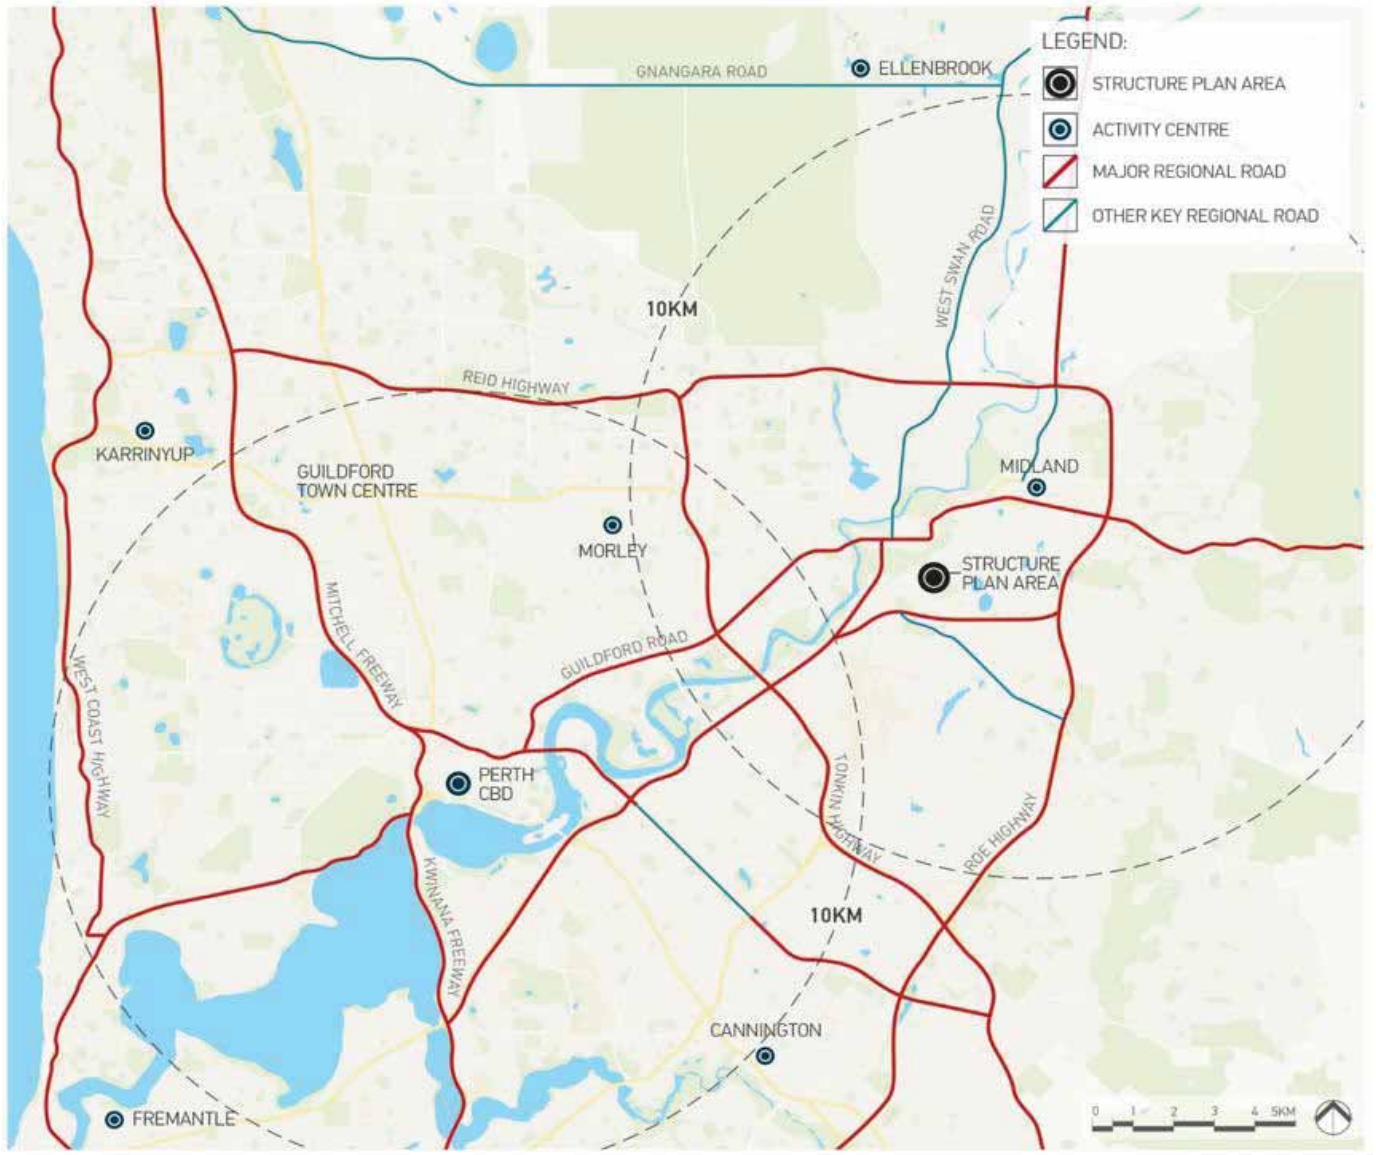 LEGEND:
STRUCTURE PLAN AREA
ACTIVITY CENTRE
MAJOR REGIONAL ROAD
OTHER KEY REGIONAL ROAD
GNANGARA ROAD
ELLENBROOK
WEST SWAN ROAD
10KM
REID HIGHWAY
KARRINYUP
GUILDFORD
TOWN CENTRE
MIDLAND
MORLEY
STRUCTURE
PLAN AREA
MITCHELL FREEWAY
GUILDFORD ROAD
WEST COAST HIGHWAY
PERTH
CBD
TONKIN HIGHWAY
ROE HIGHWAY
KWINANA FREEWAY
10KM
CANNINGTON
FREMANTLE
0 1 2 3 4 5KM